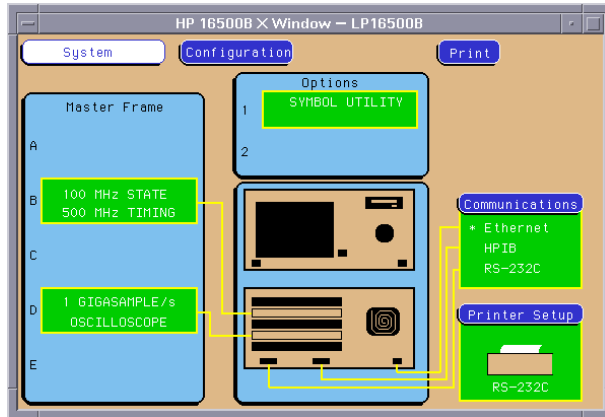 HP 16500B X Window — LP16500B
System
Configuration
Print
Master Frame
A
B
100 MHz STATE
500 MHz TIMING
C
D
1 GIGASAMPLE/s
OSCILLOSCOPE
E
Options
1
SYMBOL UTILITY
2
Communications
* Ethernet
HPIB
RS-232C
Printer Setup
RS-232C